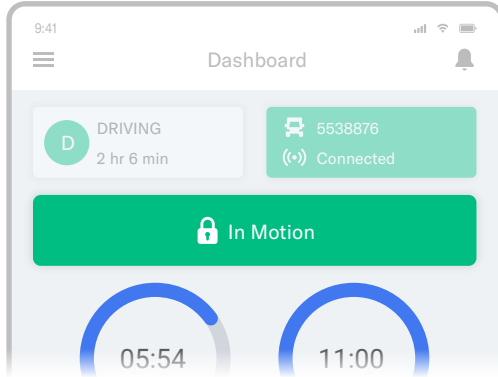 9:41
Dashboard
D
DRIVING
2 hr 6 min
5538876
Connected
In Motion
05:54
11:00